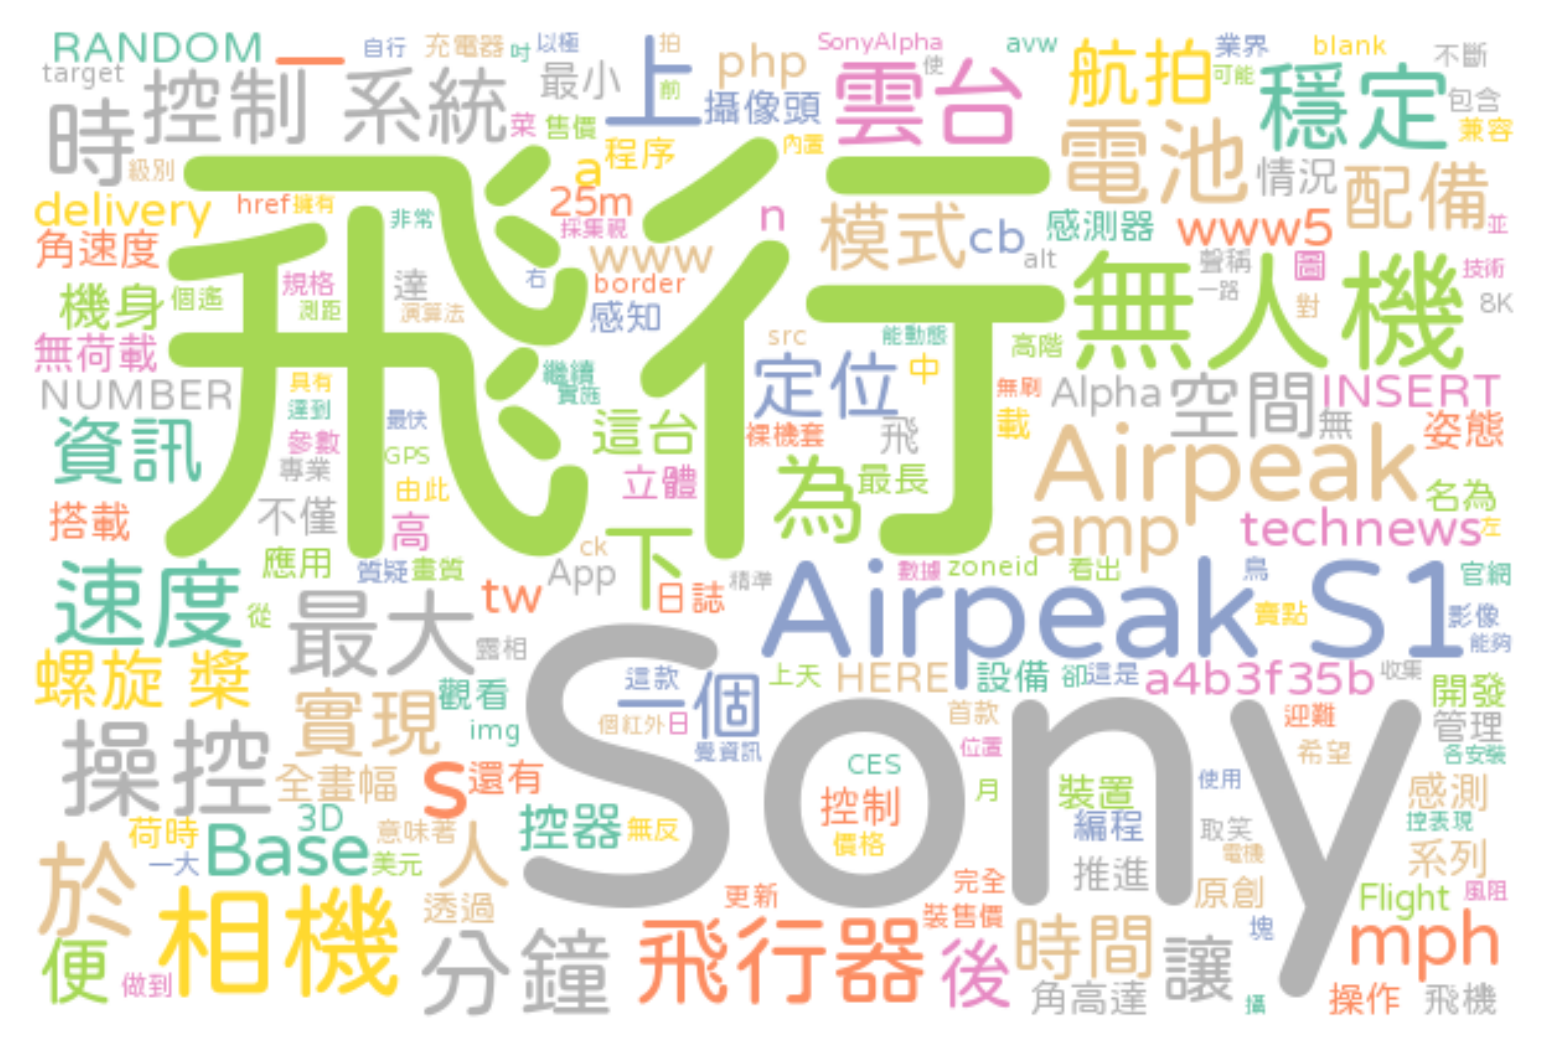 RANDOM 一 自行 充電器 吋 以極 上 拍 php SonyAlpha avw 業界 blank 不斷
target 控制 系統 最小 前 攝像頭 雲台 使 航拍 可能 穩定 包含
時 級別 菜 售價 a 程序 內置 電池 情況 配備 兼容
delivery href 擁有 非常 25m 採集視 n 模式 cb 感測器 www5 並
角速度 飛行 www alt 聲稱 圖 技術
機身 個遙 規格 測距 達 演算法 右 border 感知 無人機 一路 對 8K
無荷載 src 能動態 高階
NUMBER 具有 達到 最快 繼續 實施 定位 中 無刷 Alpha 空間 INSERT
資訊 參數 專業 GPS 這台 裸機套 飛 載 無 姿態
搭載 不僅 由此 高 立體 為 最長 Airpeak 名為
應用 質疑 畫質 ck App 下 amp technews 左
速度 從 最大 tw 日誌 精準 數據 zoneid 看出 鳥 官網
露相 Airpeak S1 賣點 影像 能夠
螺旋 槳 實現 觀看 這款 一個 上天 HERE 設備 卻 這是 a4b3f35b 收集 開發
操控 img 個紅外 日 覺資訊 Sony 首款 位置 迎難 希望 管理 各安裝
全畫幅 s 還有 CES 月 裝置 使用 感測
荷時 3D 意味著 控器 無反 控制 價格 編程 取笑 電機 控表現
一大 Base 美元 人 推進 系列
於 相機 透過 更新 完全 裝售價 原創 Flight 風阻
便 做到 分鐘 飛行器 後 時間 讓 塊 mph
角高達 攝 操作 飛機